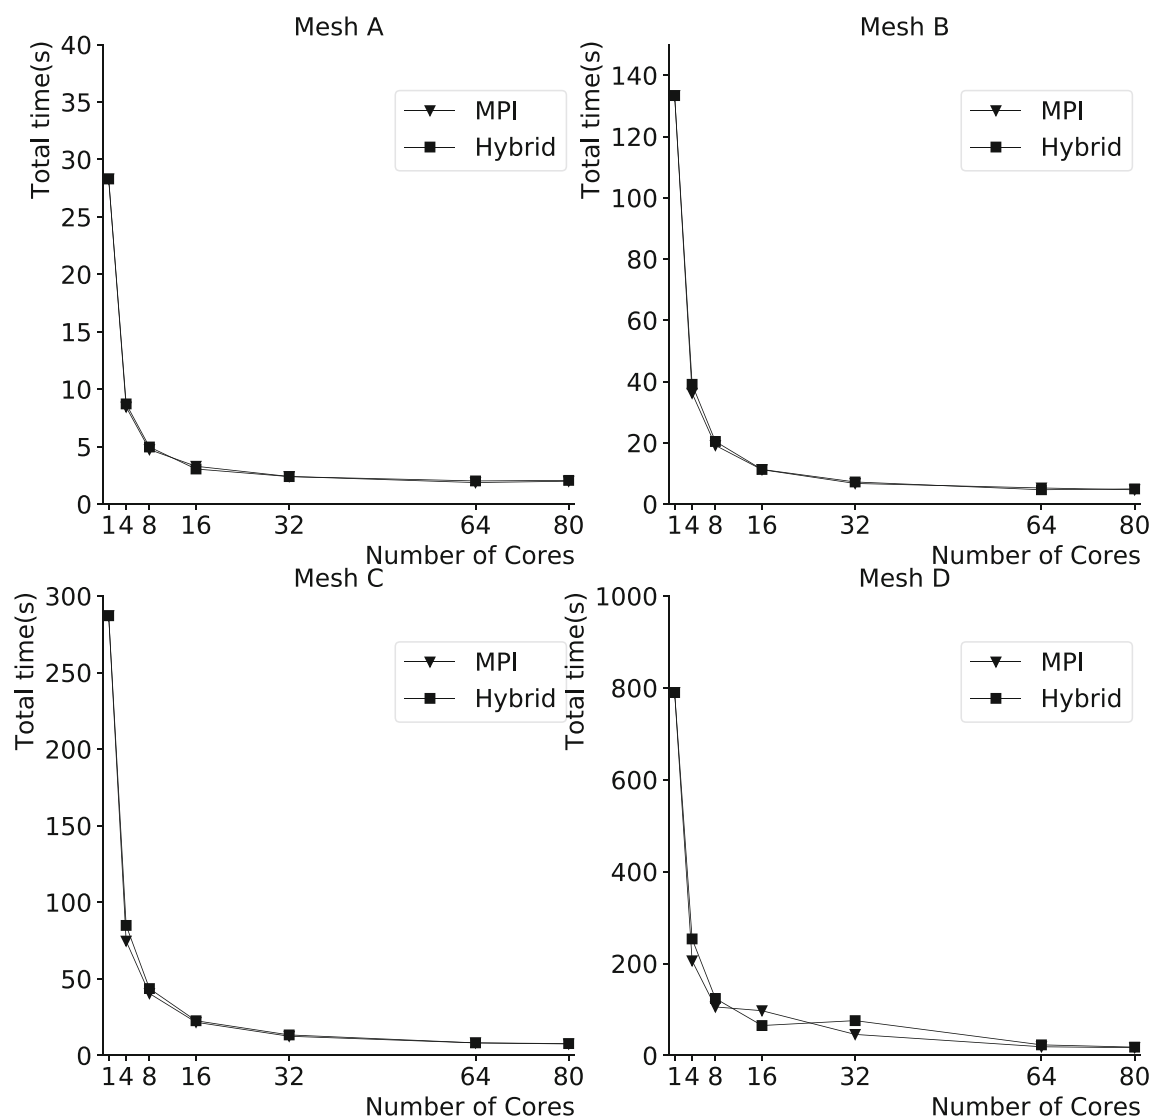 Mesh A
Total time(s)
40
35
30
25
20
15
10
5
0
MPI
Hybrid
1 4 8 16 32 64 80
Number of Cores
Mesh B
Total time(s)
140
120
100
80
60
40
20
0
MPI
Hybrid
1 4 8 16 32 64 80
Number of Cores
Mesh C
Total time(s)
300
250
200
150
100
50
0
MPI
Hybrid
1 4 8 16 32 64 80
Number of Cores
Mesh D
Total time(s)
1000
800
600
400
200
0
MPI
Hybrid
1 4 8 16 32 64 80
Number of Cores